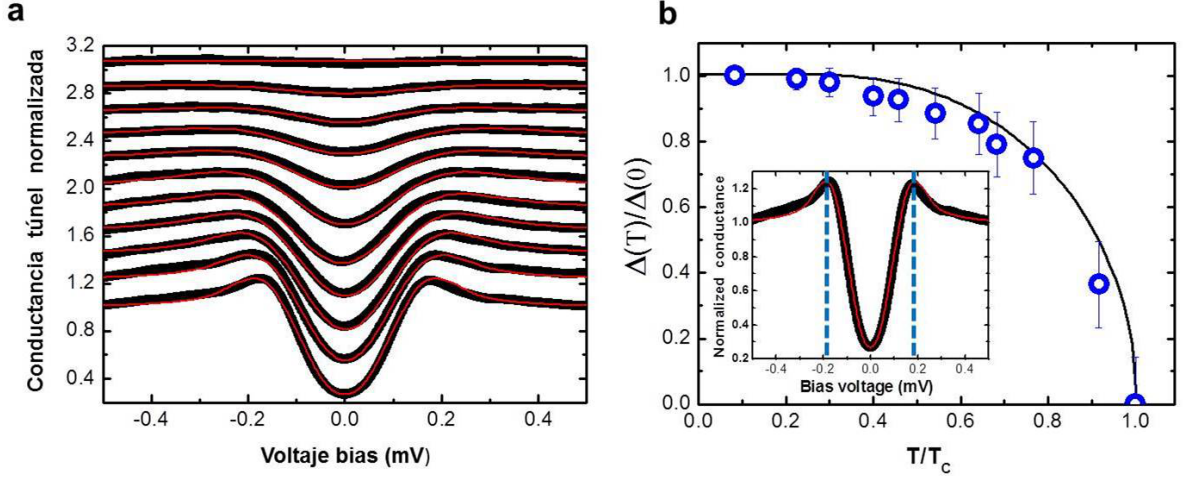 a
3.2
2.8
2.4
2.0
1.6
1.2
0.8
0.4
Conductancia túnel normalizada
-0.4 -0.2 0.0 0.2 0.4
Voltaje bias (mV)
b
1.0
0.8
0.6
0.4
0.2
0.0
Δ(T)/Δ(0)
0.0 0.2 0.4 0.6 0.8 1.0
T/T_C
1.2
1.0
0.8
0.6
0.4
0.2
Normalized conductance
-0.4 -0.2 0.0 0.2 0.4
Bias voltage (mV)